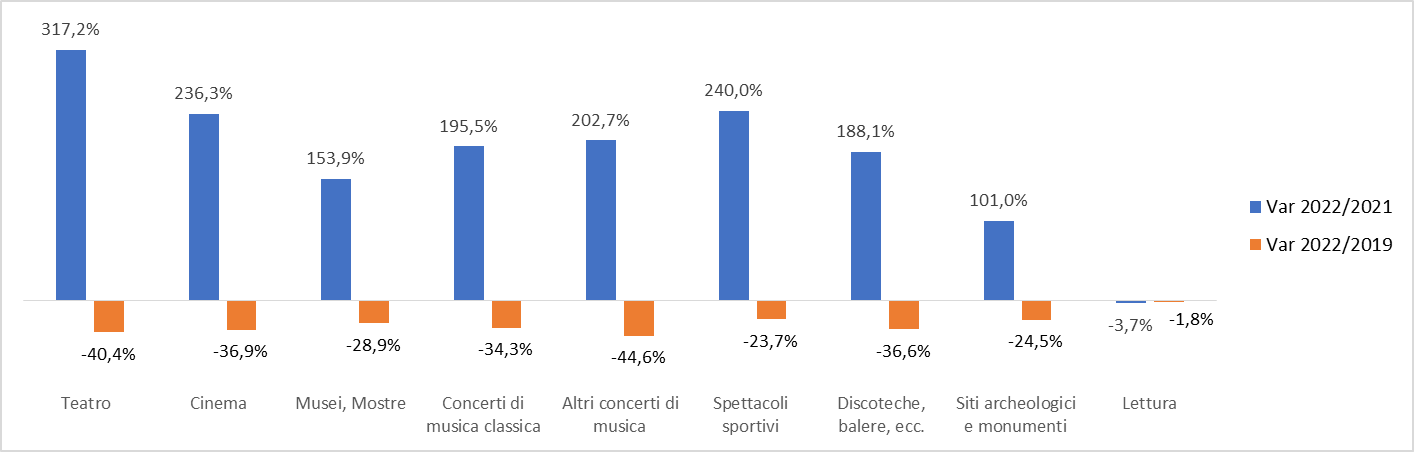 317,2%
236,3%
153,9%
195,5%
202,7%
240,0%
188,1%
101,0%
-3,7%
-40,4%
-36,9%
-28,9%
-34,3%
-44,6%
-23,7%
-36,6%
-24,5%
-1,8%
Teatro
Cinema
Musei, Mostre
Concerti di
musica classica
Altri concerti di
musica
Spettacoli
sportivi
Discoteche,
balere, ecc.
Siti archeologici
e monumenti
Lettura
Var 2022/2021
Var 2022/2019